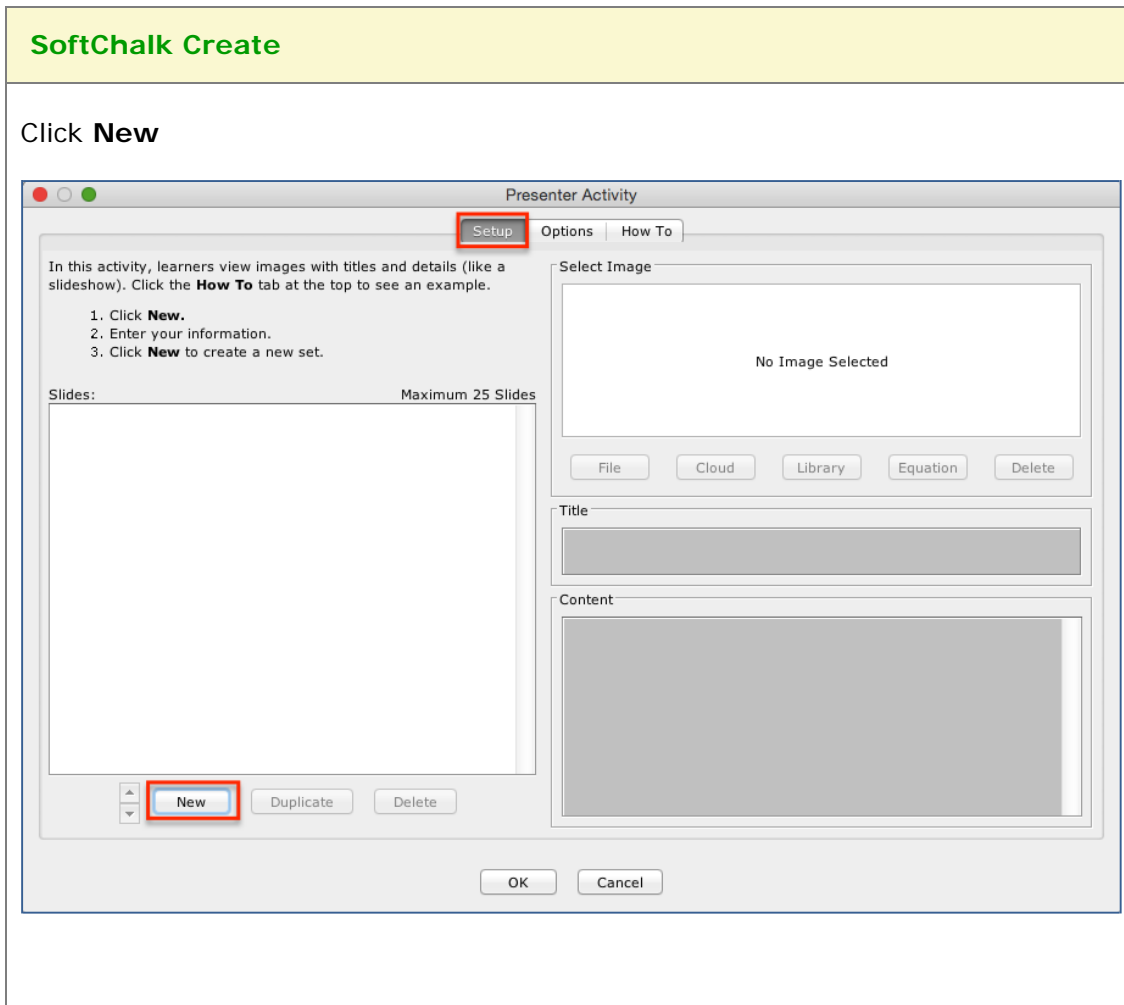 SoftChalk Create
Click New
Presenter Activity
Setup Options How To
In this activity, learners view images with titles and details (like a
slideshow). Click the How To tab at the top to see an example.
1. Click New.
2. Enter your information.
3. Click New to create a new set.
Slides: Maximum 25 Slides
New Duplicate Delete
Select Image
No Image Selected
File Cloud Library Equation Delete
Title
Content
OK Cancel